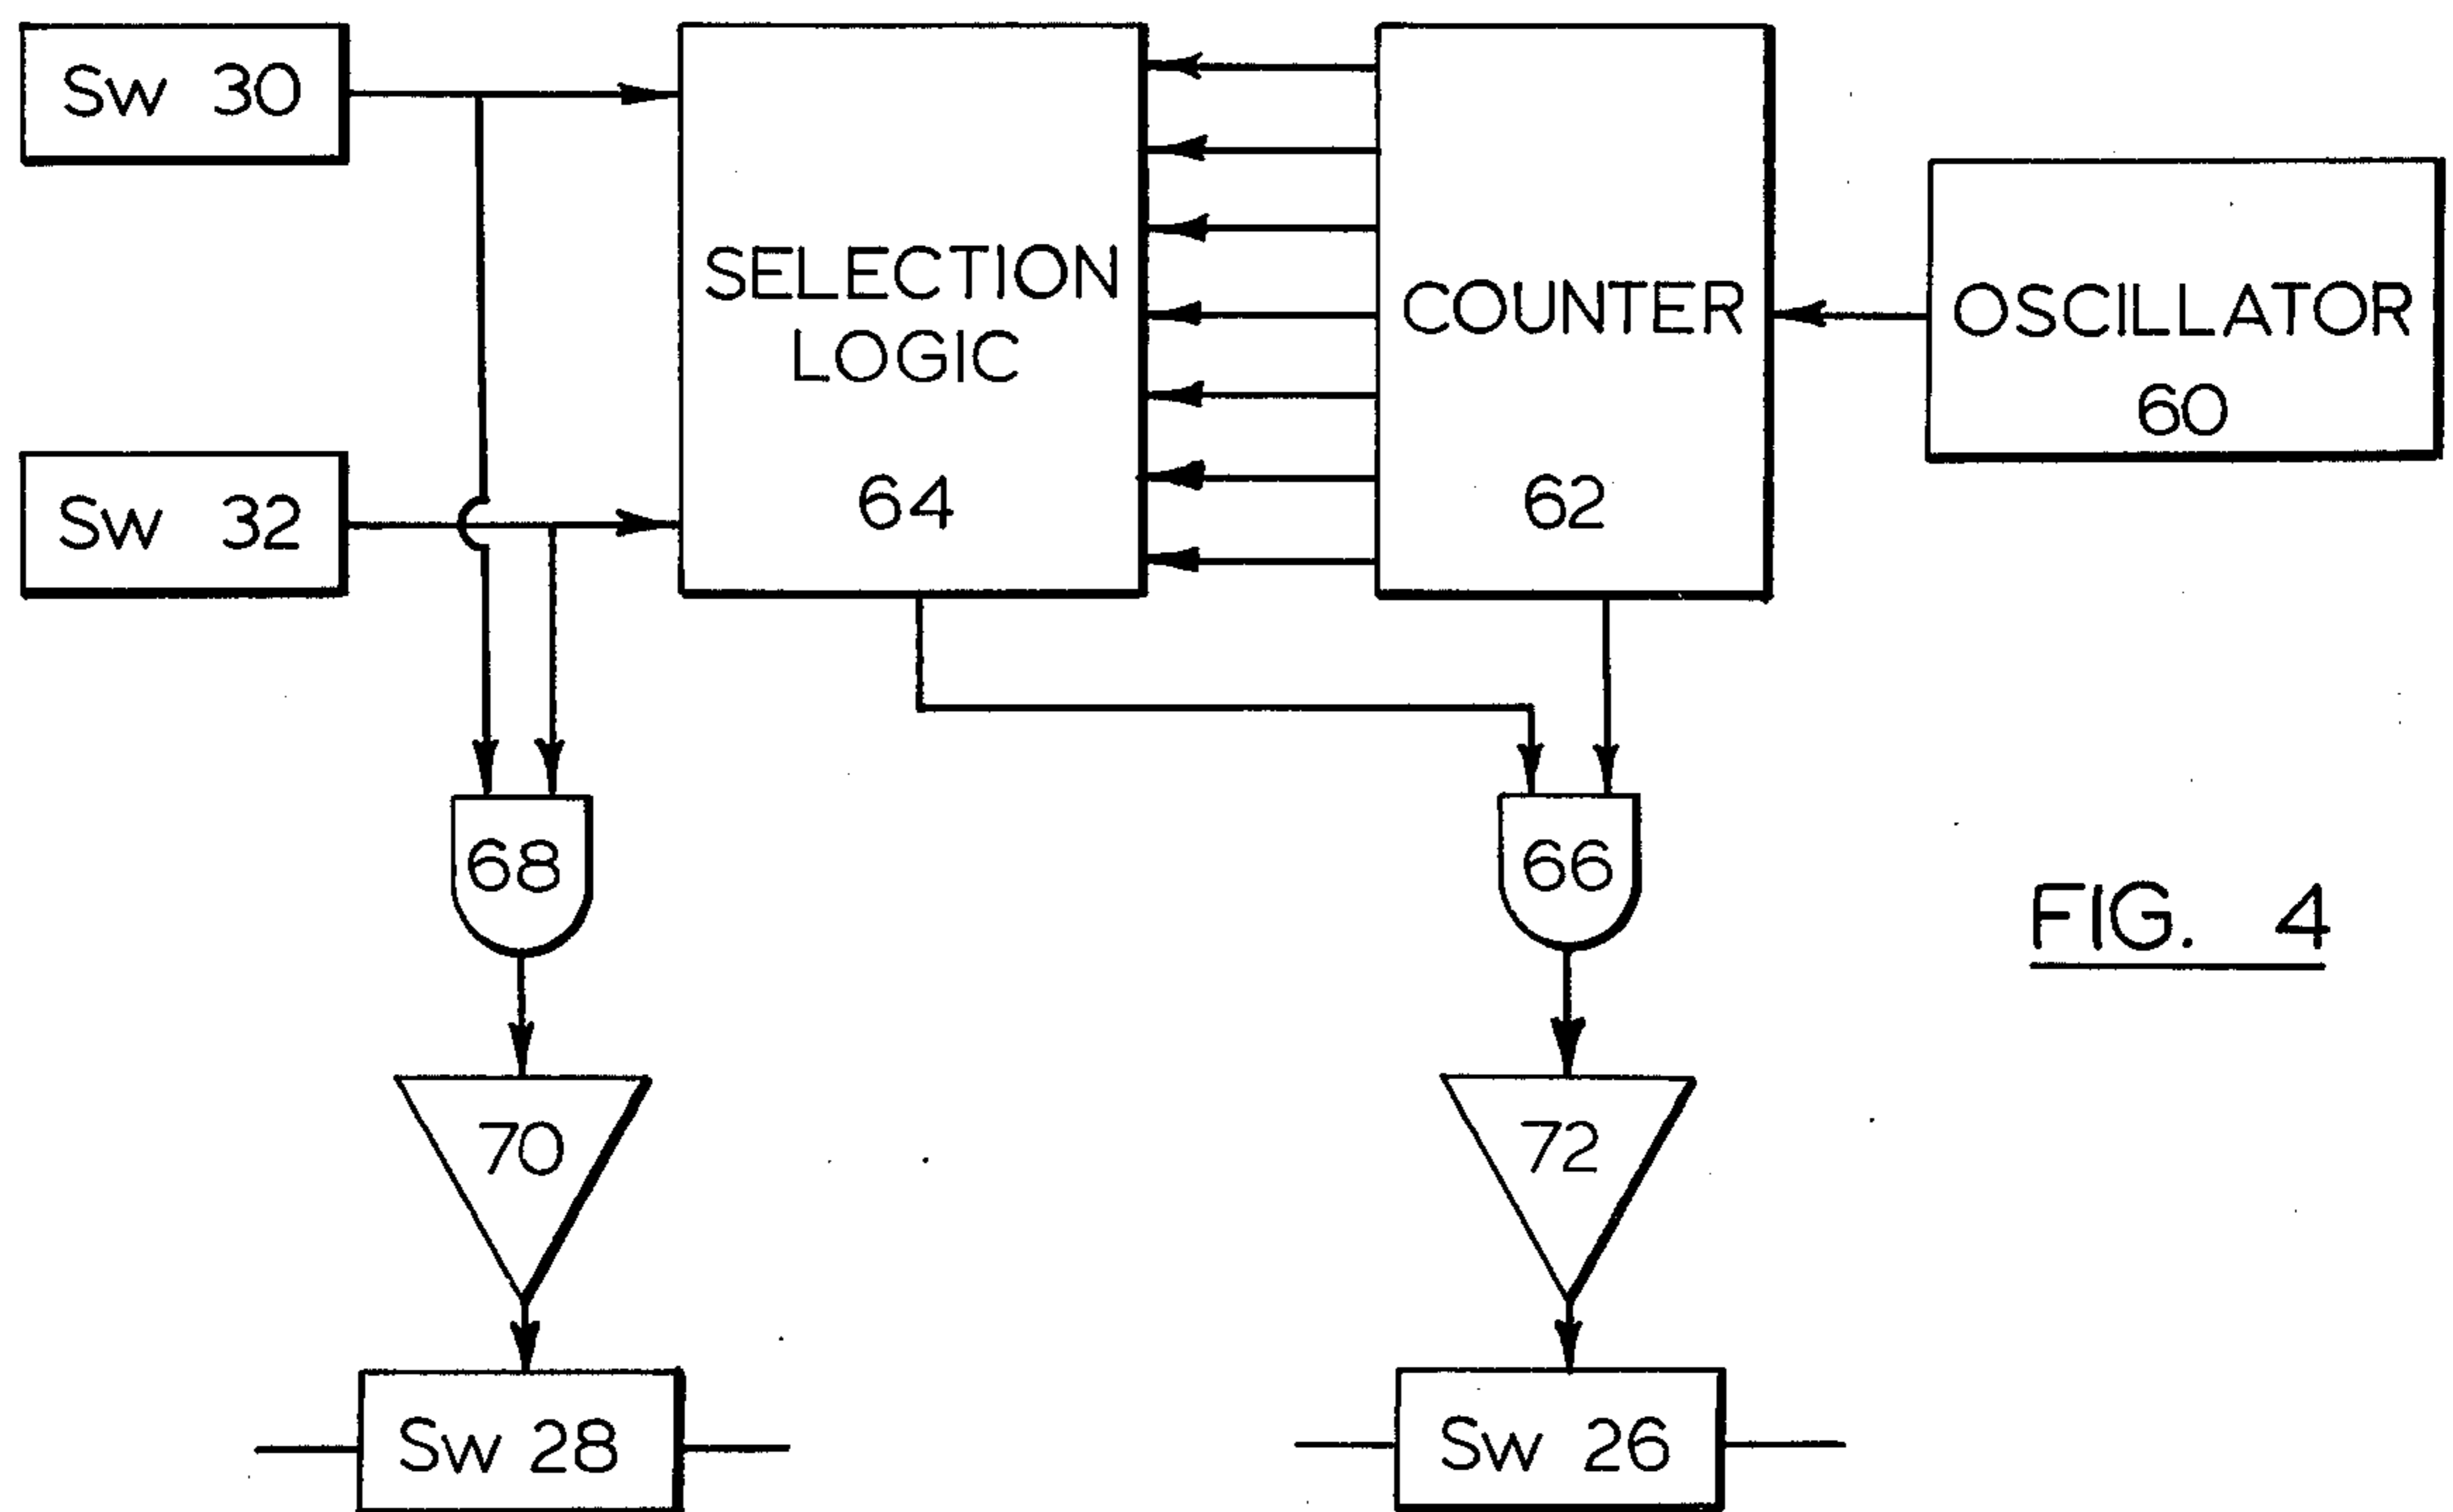 Sw 30
SELECTION
LOGIC
64
COUNTER
62
OSCILLATOR
60
Sw 32
68
66
FIG. 4
70
72
Sw 28
Sw 26